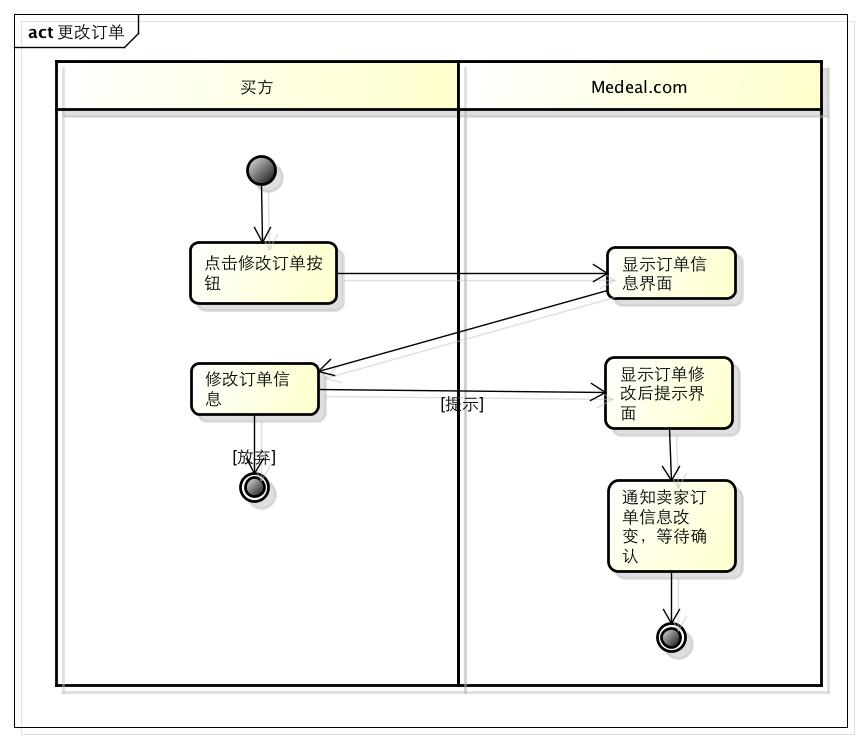 act 更改订单
买方
Medeal.com
点击修改订单按
钮
显示订单信
息界面
修改订单信
息
[提示]
显示订单修
改后提示界
面
[放弃]
通知卖家订
单信息改
变，等待确
认